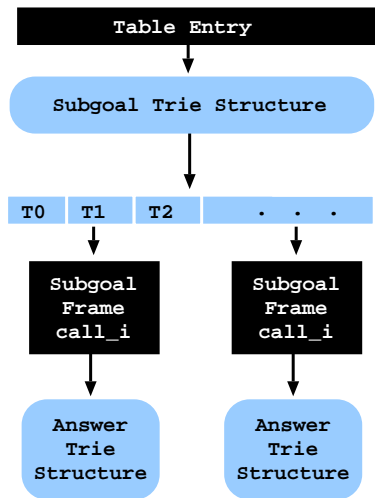 Table Entry
Subgoal Trie Structure
T0 T1 T2 . . .
Subgoal
Frame
call_i
Subgoal
Frame
call_i
Answer
Trie
Structure
Answer
Trie
Structure